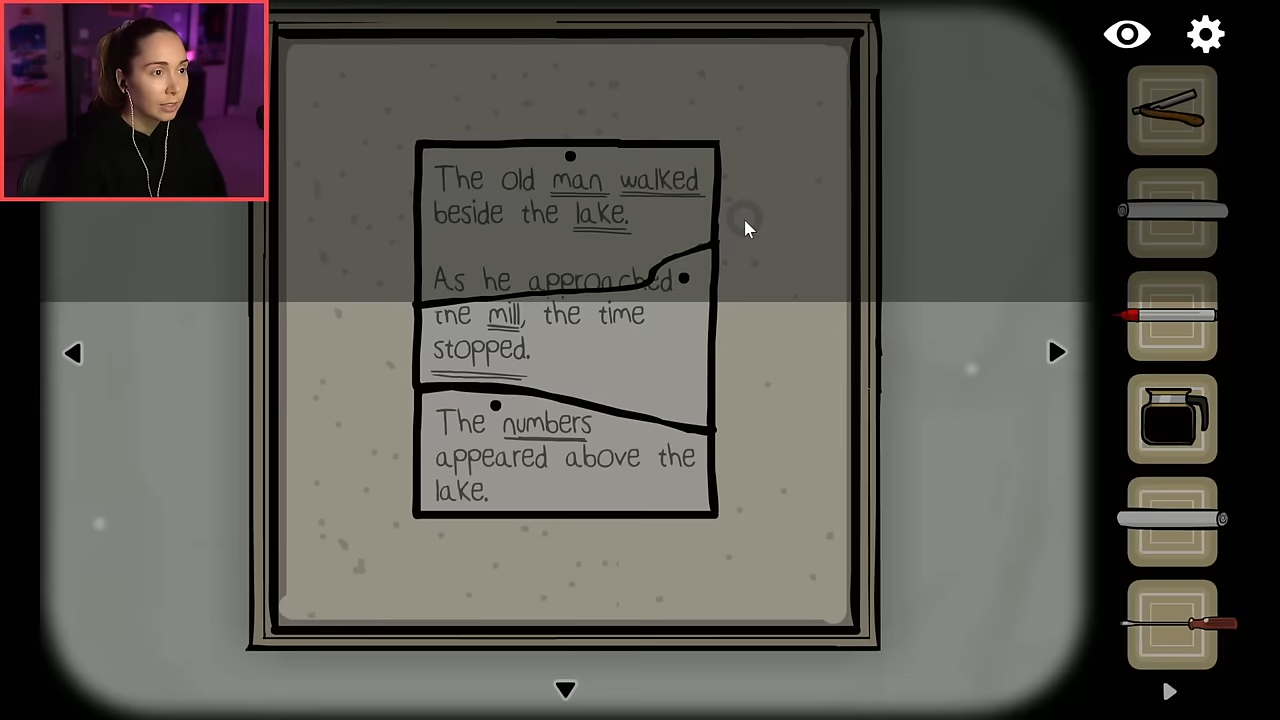 The old man walked
beside the lake.
As he approached
the mill, the time
stopped.
The numbers
appeared above the
lake.